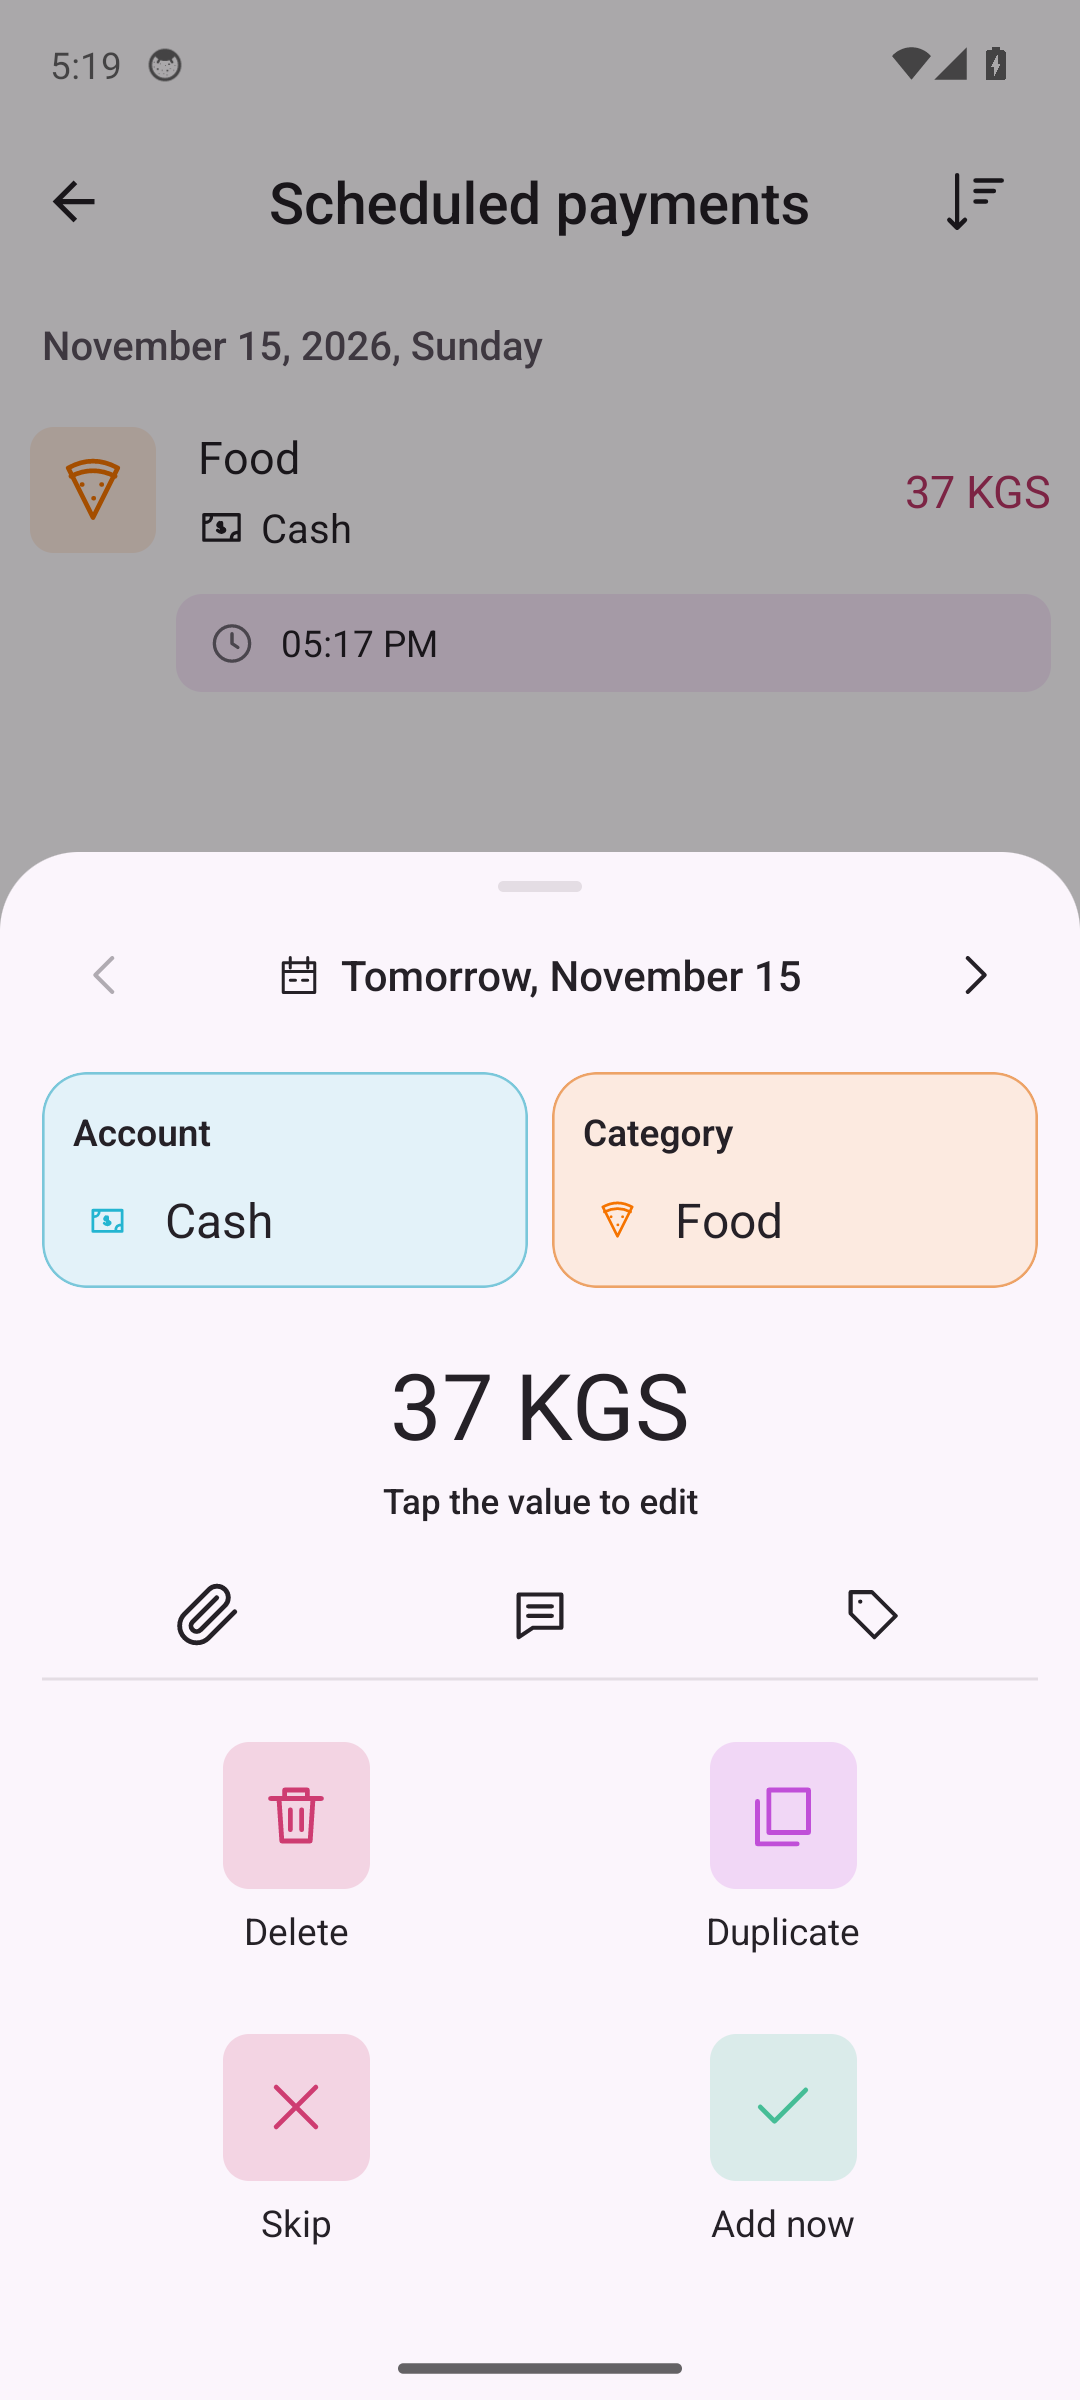 5:19
Scheduled payments
November 15, 2026, Sunday
Food
Cash
37 KGS
05:17 PM
Tomorrow, November 15
Account
Cash
Category
Food
37 KGS
Tap the value to edit
Delete
Duplicate
Skip
Add now